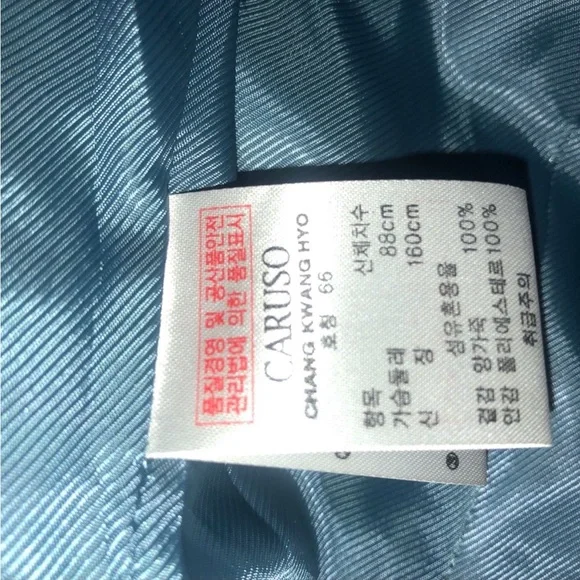 품질경영 및 공산품안전
관리법에 의한 품질표시
CARUSO
CHANG KWANG HYO
호칭 66
항목 신체치수
가슴둘레 88cm
신 장 160cm
섬유혼용율
겉감 양가죽 100%
안감 폴리에스테르100%
취급주의